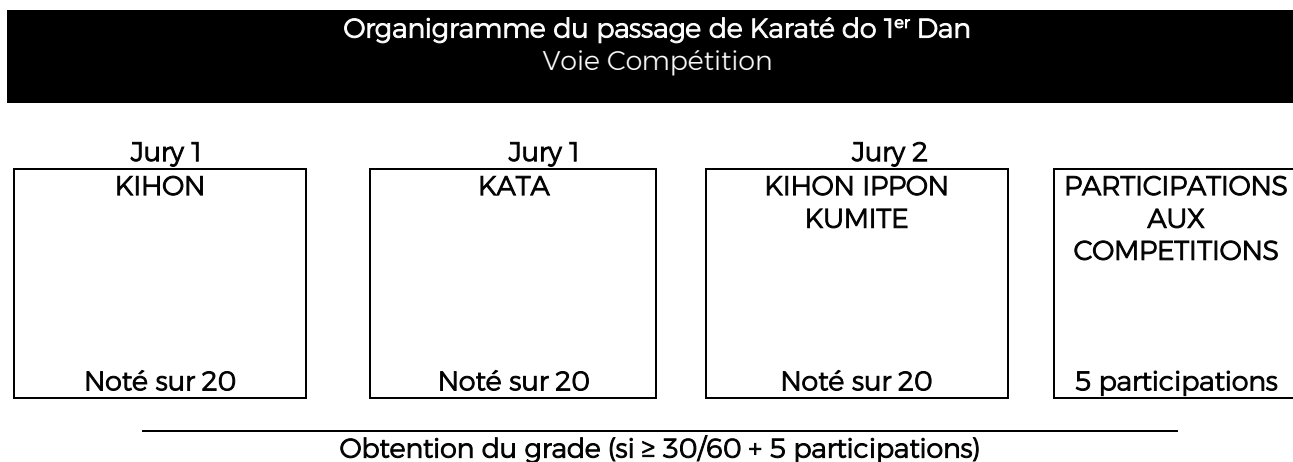 Organigramme du passage de Karaté do 1er Dan
Voie Compétition
Jury 1
KIHON
Noté sur 20
Jury 1
KATA
Noté sur 20
Jury 2
KIHON IPPON
KUMITE
Noté sur 20
PARTICIPATIONS
AUX
COMPETITIONS
5 participations
Obtention du grade (si ≥ 30/60 + 5 participations)